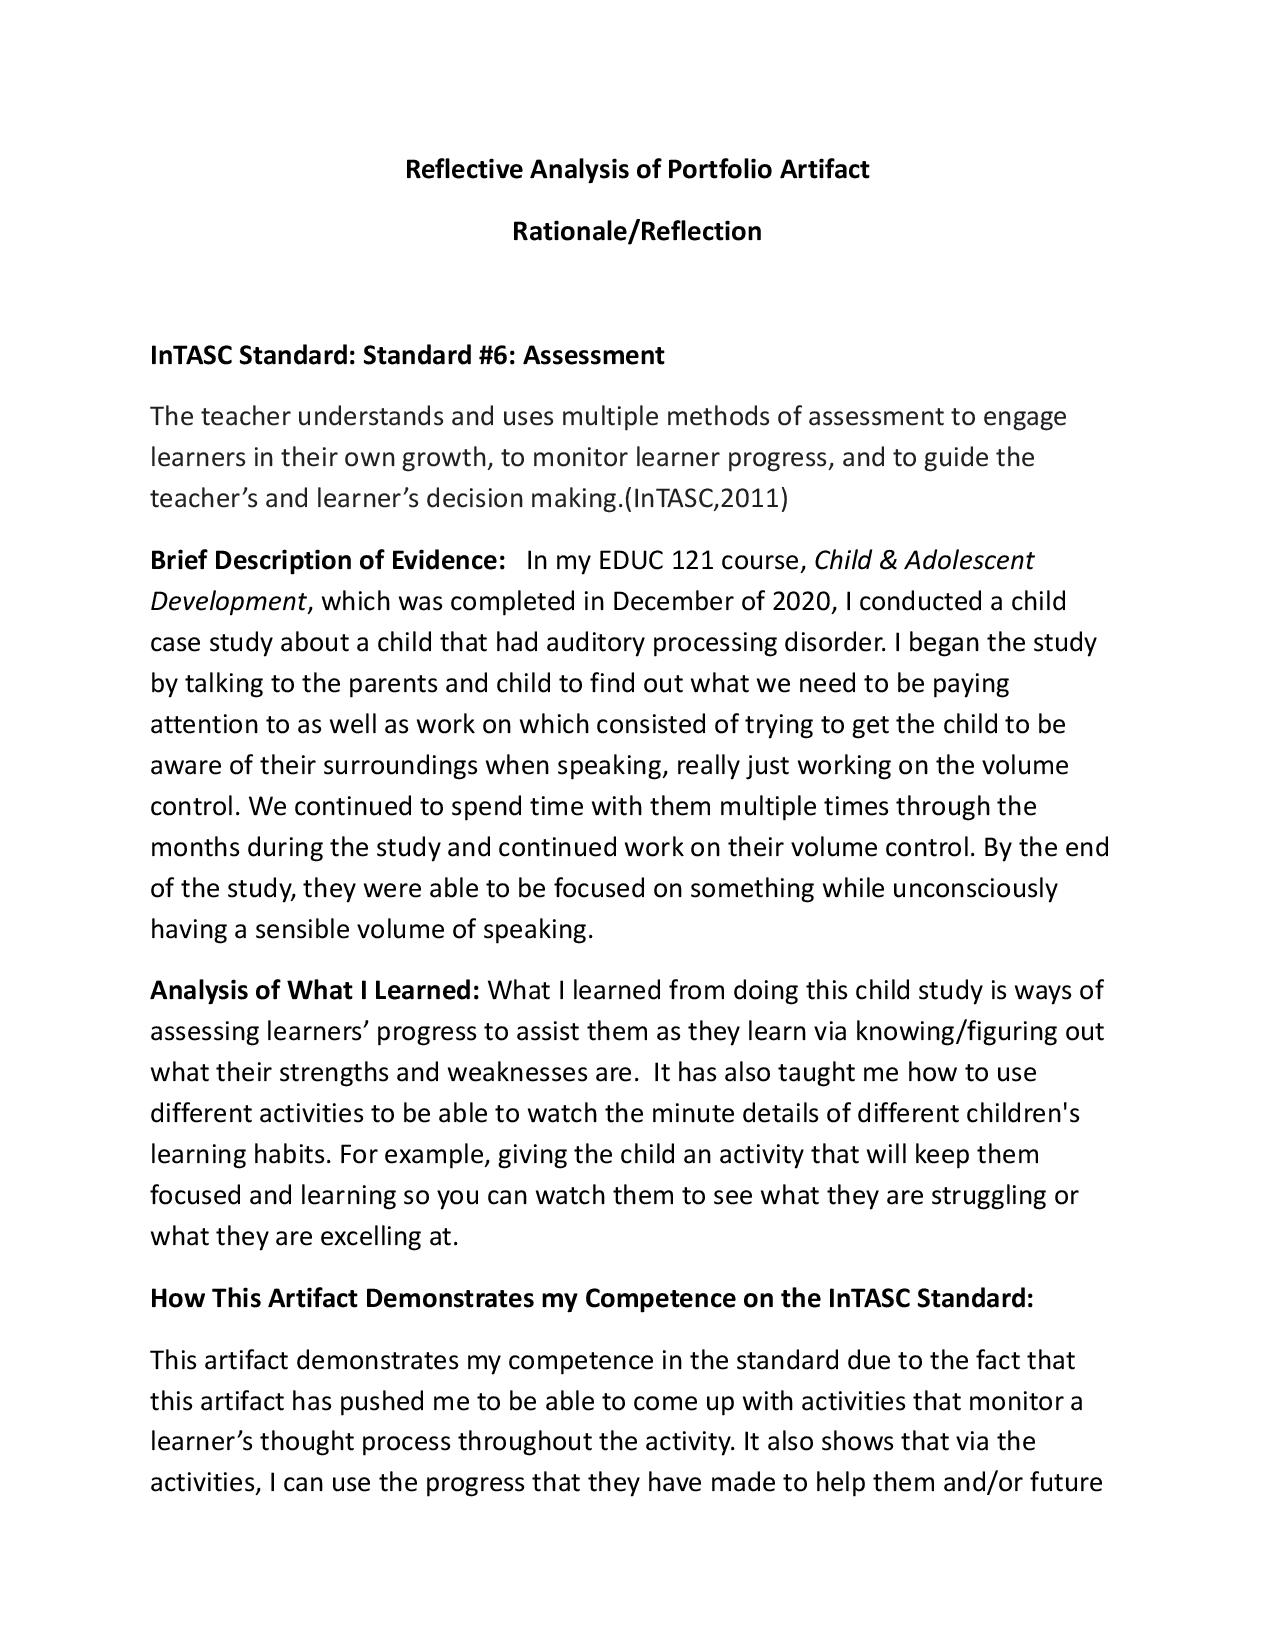 Reflective Analysis of Portfolio Artifact
Rationale/Reflection
InTASC Standard: Standard #6: Assessment
The teacher understands and uses multiple methods of assessment to engage
learners in their own growth, to monitor learner progress, and to guide the
teacher’s and learner’s decision making.(InTASC,2011)
Brief Description of Evidence:   In my EDUC 121 course, Child & Adolescent
Development, which was completed in December of 2020, I conducted a child
case study about a child that had auditory processing disorder. I began the study
by talking to the parents and child to find out what we need to be paying
attention to as well as work on which consisted of trying to get the child to be
aware of their surroundings when speaking, really just working on the volume
control. We continued to spend time with them multiple times through the
months during the study and continued work on their volume control. By the end
of the study, they were able to be focused on something while unconsciously
having a sensible volume of speaking.
Analysis of What I Learned: What I learned from doing this child study is ways of
assessing learners’ progress to assist them as they learn via knowing/figuring out
what their strengths and weaknesses are.  It has also taught me how to use
different activities to be able to watch the minute details of different children's
learning habits. For example, giving the child an activity that will keep them
focused and learning so you can watch them to see what they are struggling or
what they are excelling at.
How This Artifact Demonstrates my Competence on the InTASC Standard:
This artifact demonstrates my competence in the standard due to the fact that
this artifact has pushed me to be able to come up with activities that monitor a
learner’s thought process throughout the activity. It also shows that via the
activities, I can use the progress that they have made to help them and/or future